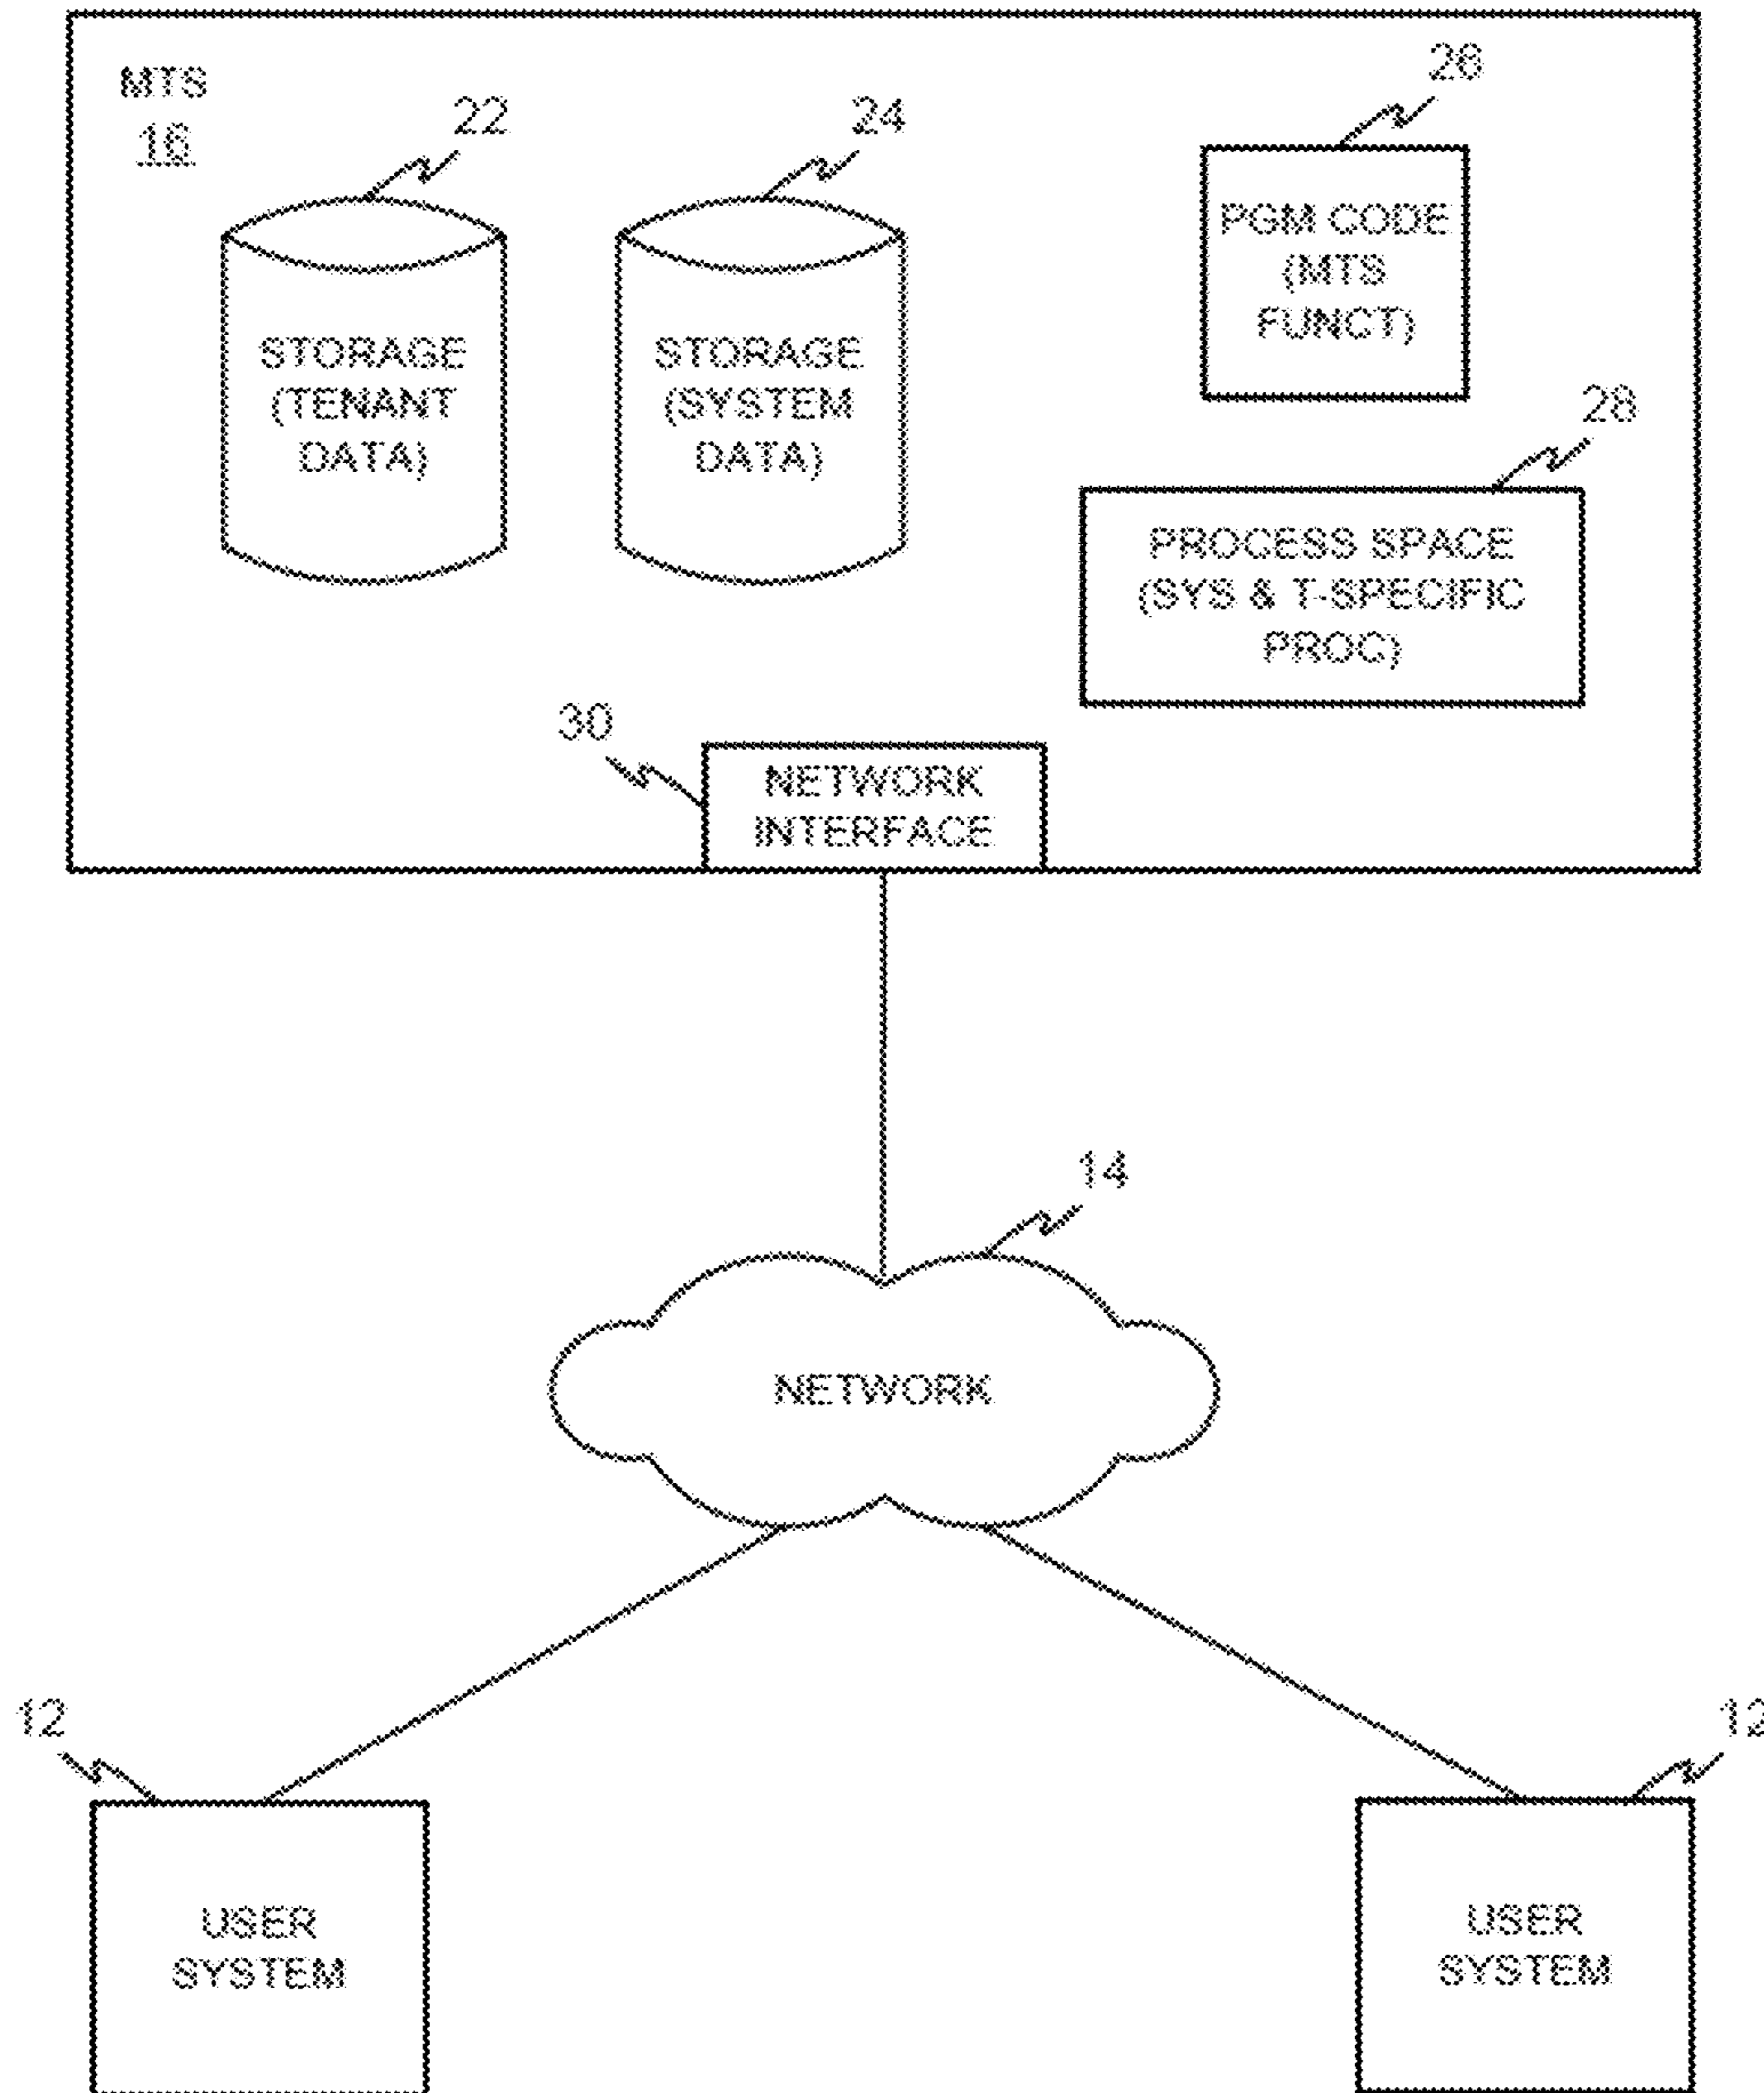 MTS
16
22
24
26
STORAGE
(TENANT
DATA)
STORAGE
(SYSTEM
DATA)
PGM CODE
(MTS
FUNCT)
28
PROCESS SPACE
(SYS & T-SPECIFIC
PROC)
30
NETWORK
INTERFACE
14
NETWORK
12
USER
SYSTEM
12
USER
SYSTEM